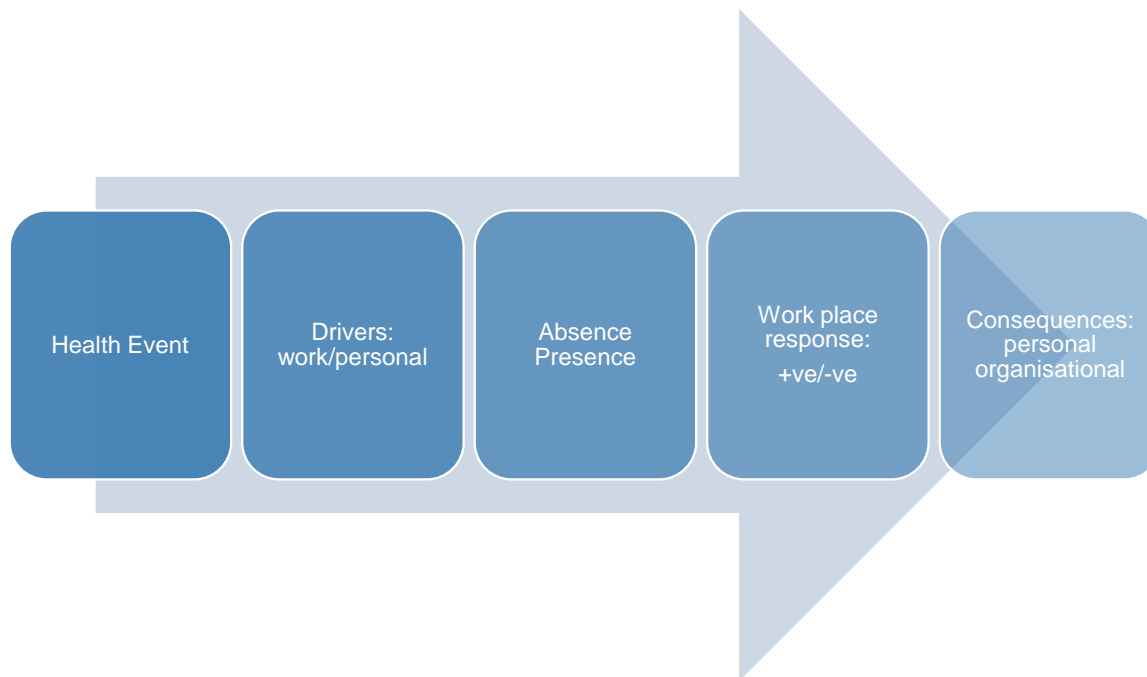 Health Event
Drivers:
work/personal
Absence
Presence
Work place
response:
+ve/-ve
Consequences:
personal
organisational